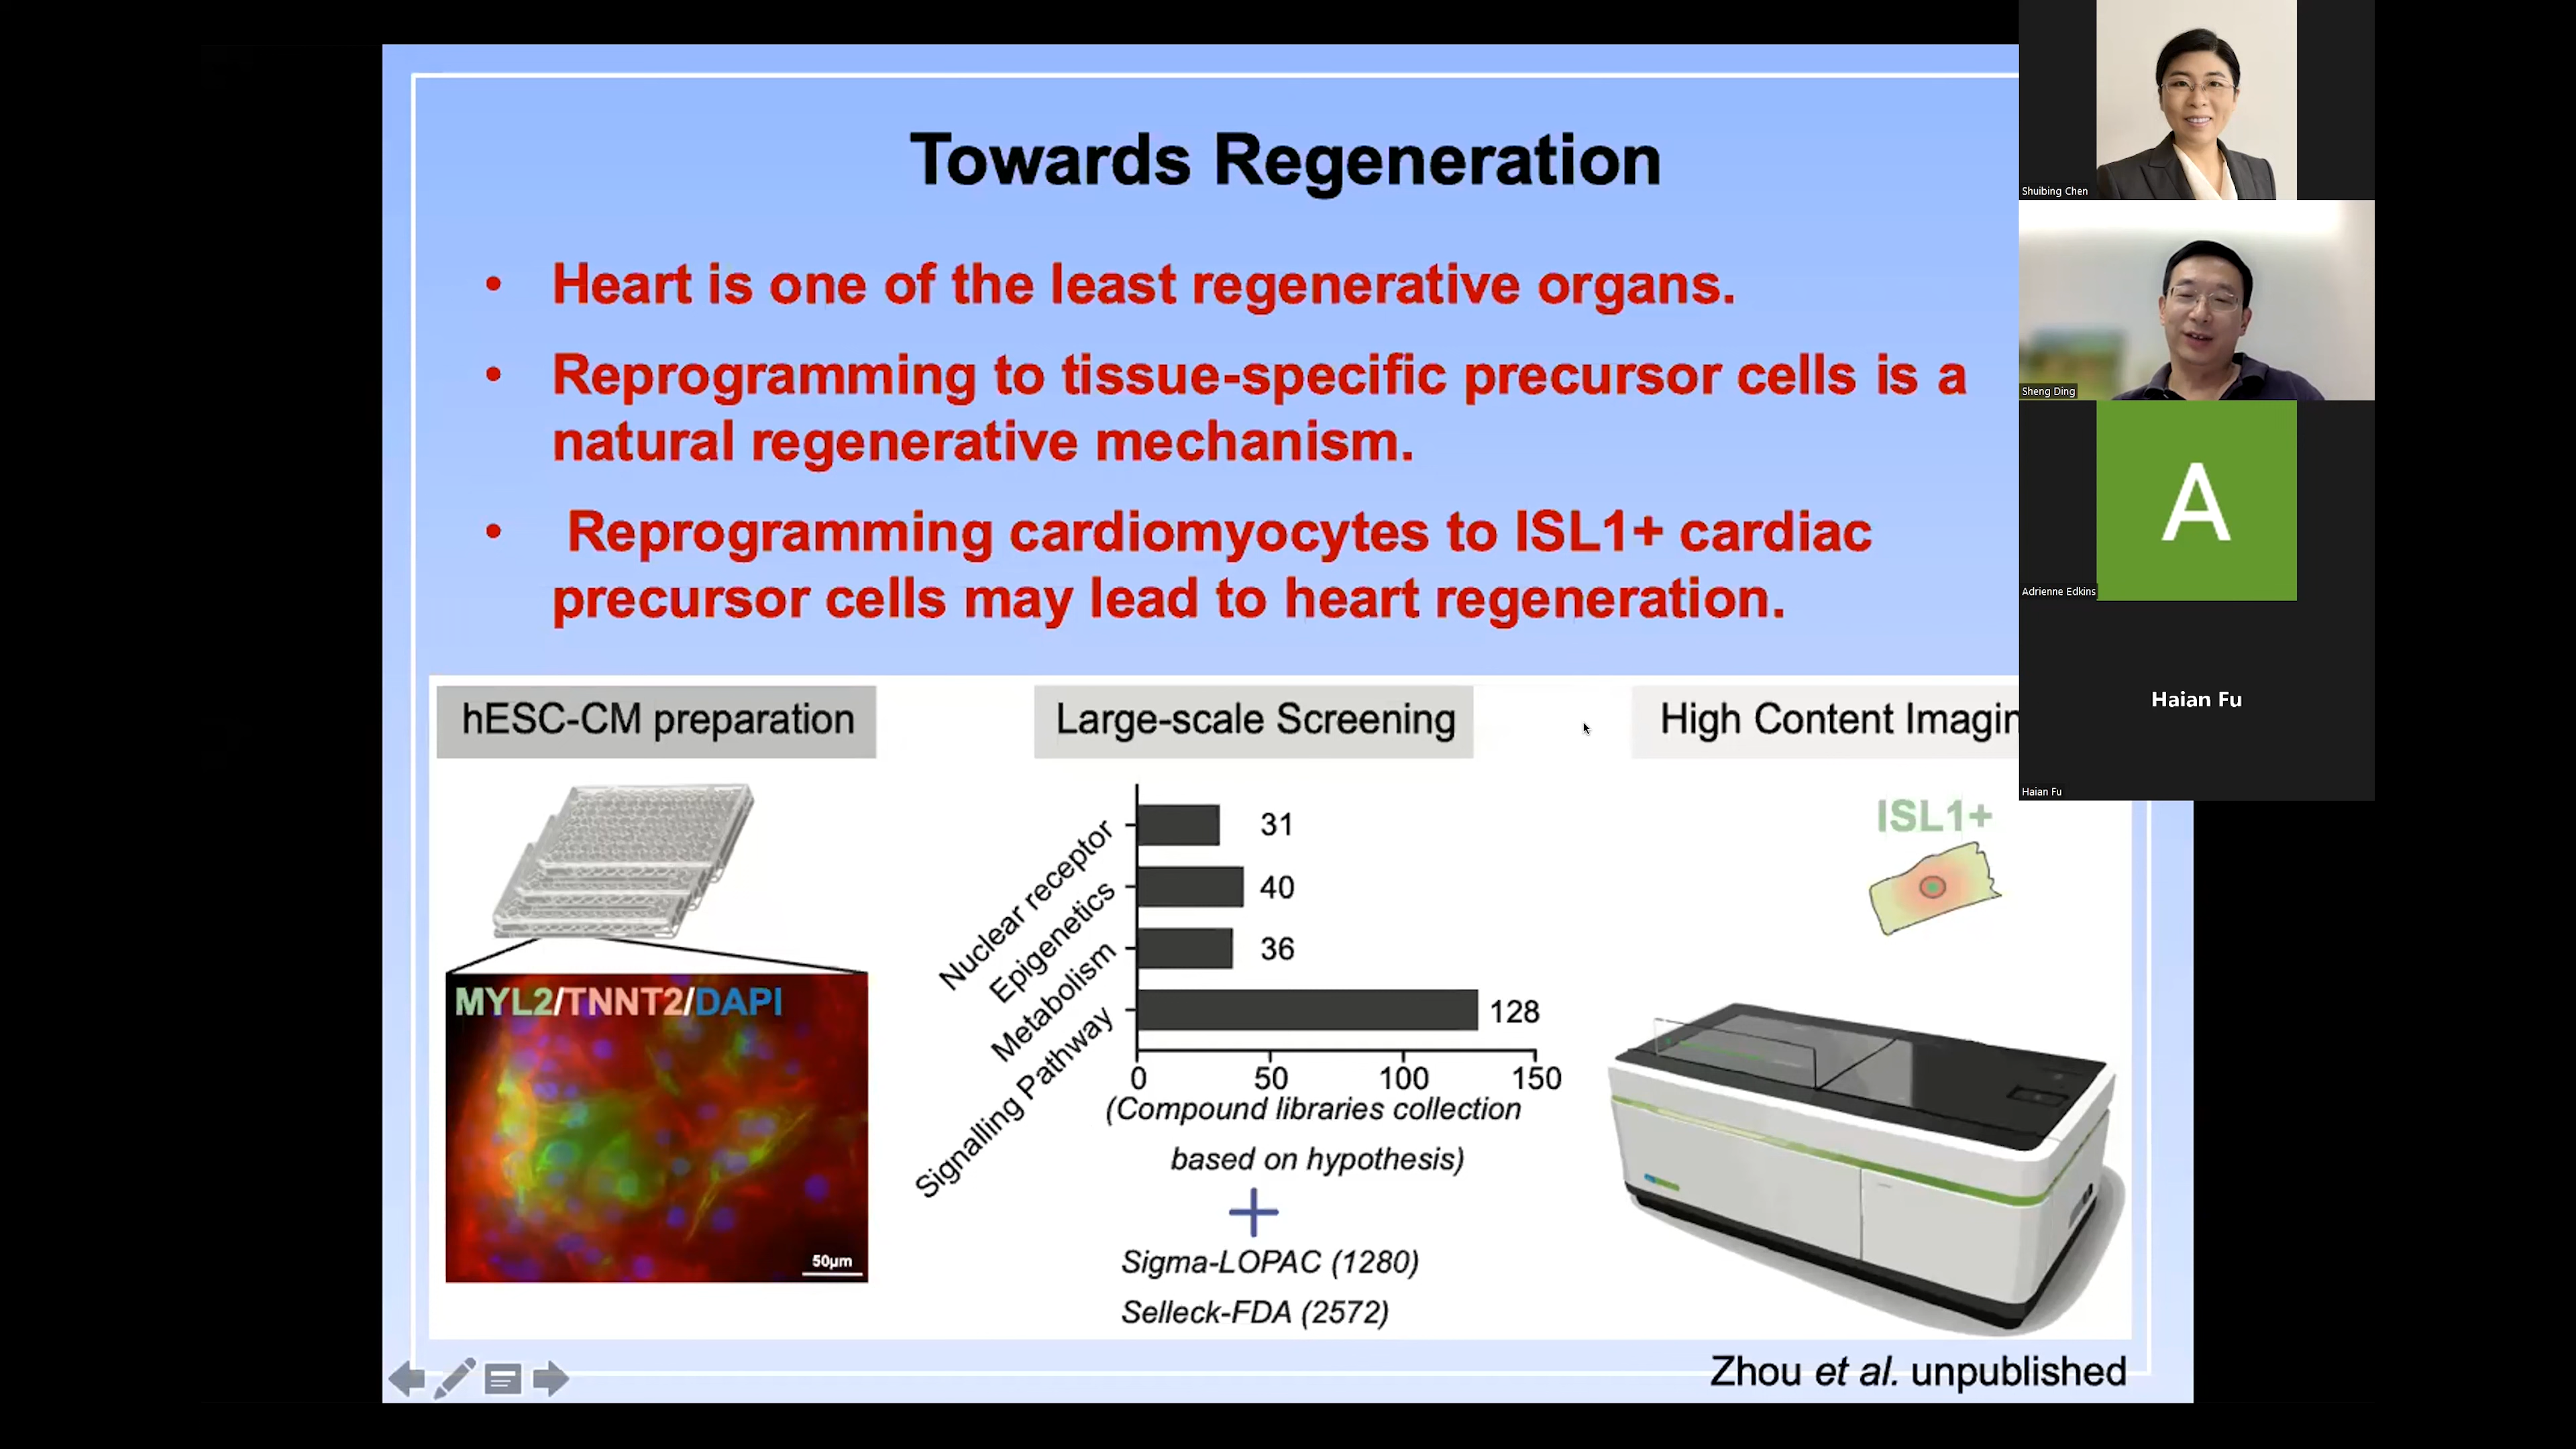 Towards Regeneration
• Heart is one of the least regenerative organs.
• Reprogramming to tissue-specific precursor cells is a
natural regenerative mechanism.
• Reprogramming cardiomyocytes to ISL1+ cardiac
precursor cells may lead to heart regeneration.
hESC-CM preparation
MYL2/TNNT2/DAPI
50µm
Large-scale Screening
Nuclear receptor
31
Epigenetics
40
Metabolism
36
Signalling Pathway
128
0 50 100 150
(Compound libraries collection
based on hypothesis)
+
Sigma-LOPAC (1280)
Selleck-FDA (2572)
High Content Imagin
ISL1+
Zhou et al. unpublished
Shuibing Chen
Sheng Ding
A
Adrienne Edkins
Haian Fu
Haian Fu